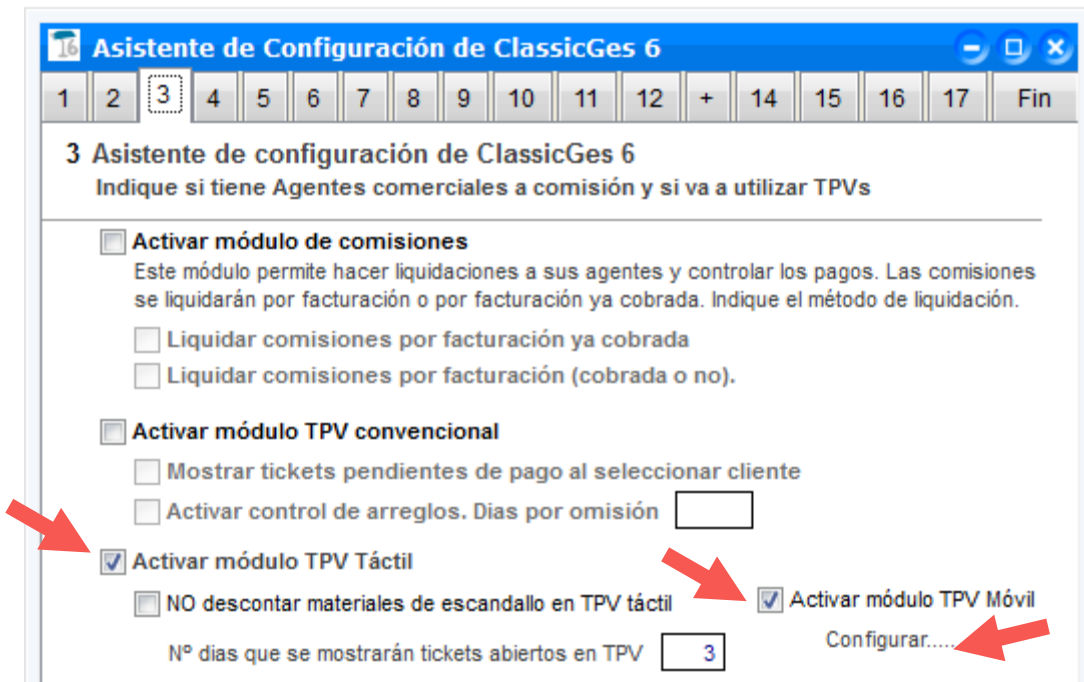 16 Asistente de Configuración de ClassicGes 6
1 2 3 4 5 6 7 8 9 10 11 12 + 14 15 16 17 Fin
3 Asistente de configuración de ClassicGes 6
Indique si tiene Agentes comerciales a comisión y si va a utilizar TPVs
Activar módulo de comisiones
Este módulo permite hacer liquidaciones a sus agentes y controlar los pagos. Las comisiones
se liquidarán por facturación o por facturación ya cobrada. Indique el método de liquidación.
Liquidar comisiones por facturación ya cobrada
Liquidar comisiones por facturación (cobrada o no).
Activar módulo TPV convencional
Mostrar tickets pendientes de pago al seleccionar cliente
Activar control de arreglos. Dias por omisión
Activar módulo TPV Táctil
NO descontar materiales de escandallo en TPV táctil
Activar módulo TPV Móvil
Nº dias que se mostrarán tickets abiertos en TPV 3
Configurar.....